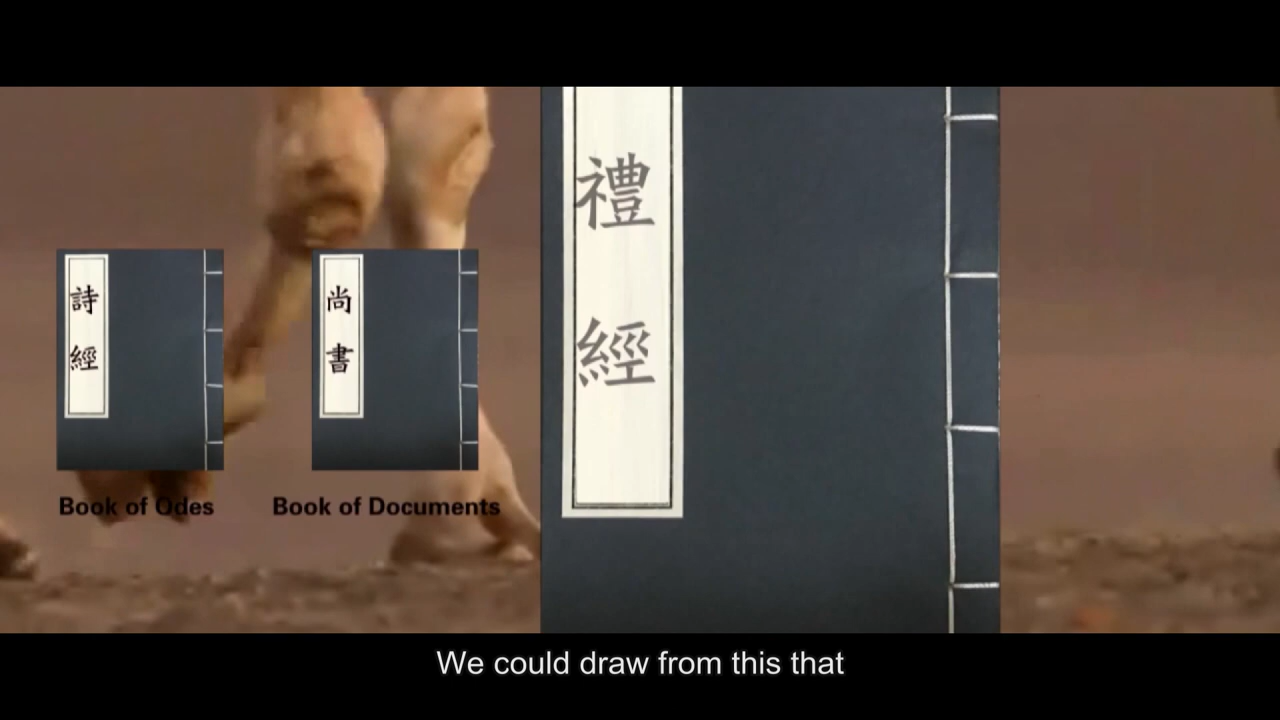 詩經
尚書
禮經
Book of Odes
Book of Documents
We could draw from this that